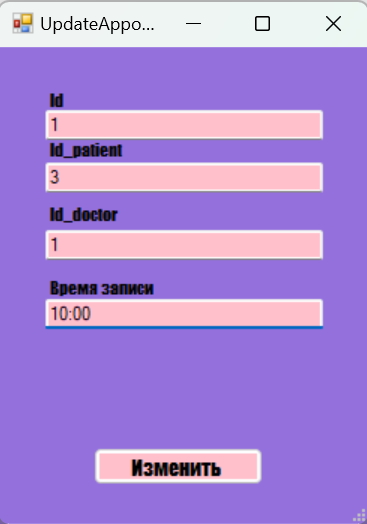 UpdateAppo...
Id
1
Id_patient
3
Id_doctor
1
Время записи
10:00
Изменить